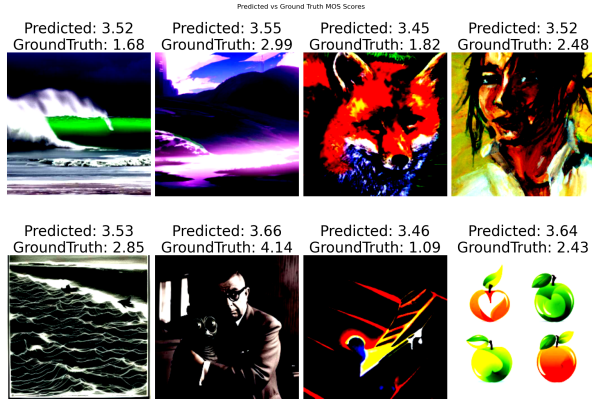 Predicted vs Ground Truth MOS Scores
Predicted: 3.52
GroundTruth: 1.68
Predicted: 3.55
GroundTruth: 2.99
Predicted: 3.45
GroundTruth: 1.82
Predicted: 3.52
GroundTruth: 2.48
Predicted: 3.53
GroundTruth: 2.85
Predicted: 3.66
GroundTruth: 4.14
Predicted: 3.46
GroundTruth: 1.09
Predicted: 3.64
GroundTruth: 2.43